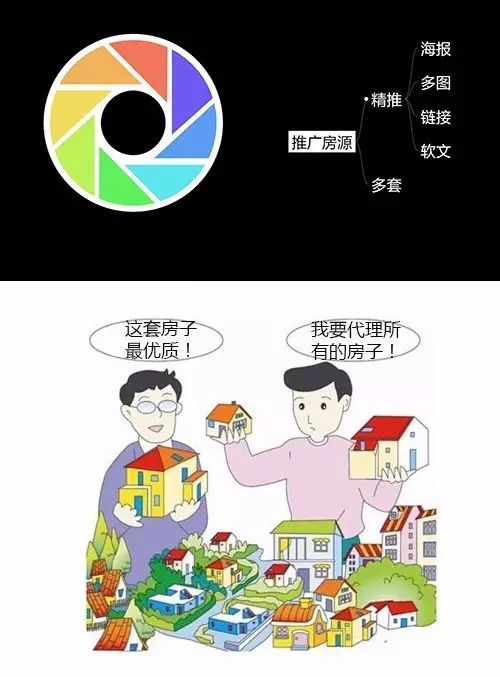 推广房源
精推
海报
多图
链接
软文
多套
这套房子
最优质！
我要代理所
有的房子！